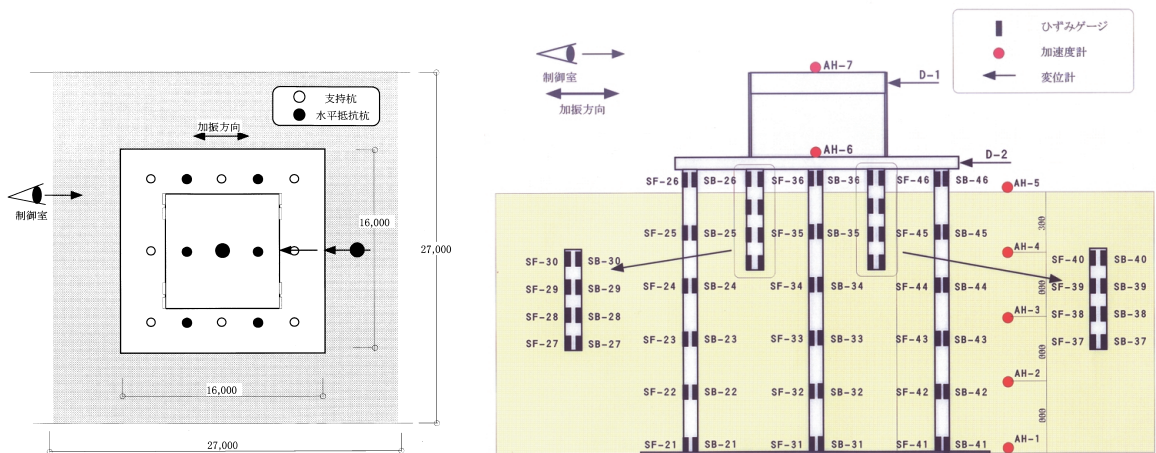 支持杭
水平抵抗杭
加振方向
制御室
16,000
27,000
16,000
27,000
ひずみゲージ
加速度計
変位計
制御室
加振方向
AH-7
D-1
AH-6
D-2
SF-26 SB-26 SF-36 SB-36 SF-46 SB-46 AH-5
SF-25 SB-25 SF-35 SB-35 SF-45 SB-45 AH-4
300
SF-30 SB-30 SF-40 SB-40
SF-29 SB-29 SF-24 SB-24 SF-34 SB-34 SF-44 SB-44 000 SF-39 SB-39
SF-28 SB-28 AH-3 SF-38 SB-38
SF-27 SB-27 SF-23 SB-23 SF-33 SB-33 SF-43 SB-43 000 SF-37 SB-37
SF-22 SB-22 SF-32 SB-32 SF-42 SB-42 AH-2
000
SF-21 SB-21 SF-31 SB-31 SF-41 SB-41 AH-1